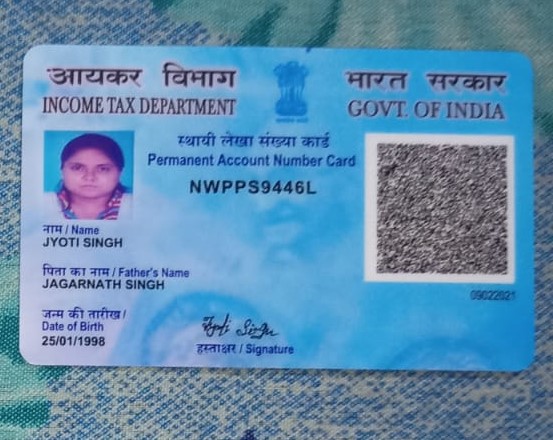 आयकर विभाग
INCOME TAX DEPARTMENT
भारत सरकार
GOVT. OF INDIA
स्थायी लेखा संख्या कार्ड
Permanent Account Number Card
NWPPS9446L
नाम / Name
JYOTI SINGH
पिता का नाम / Father's Name
JAGARNATH SINGH
जन्म की तारीख /
Date of Birth
25/01/1998
Jyoti Singh
हस्ताक्षर / Signature
09022021